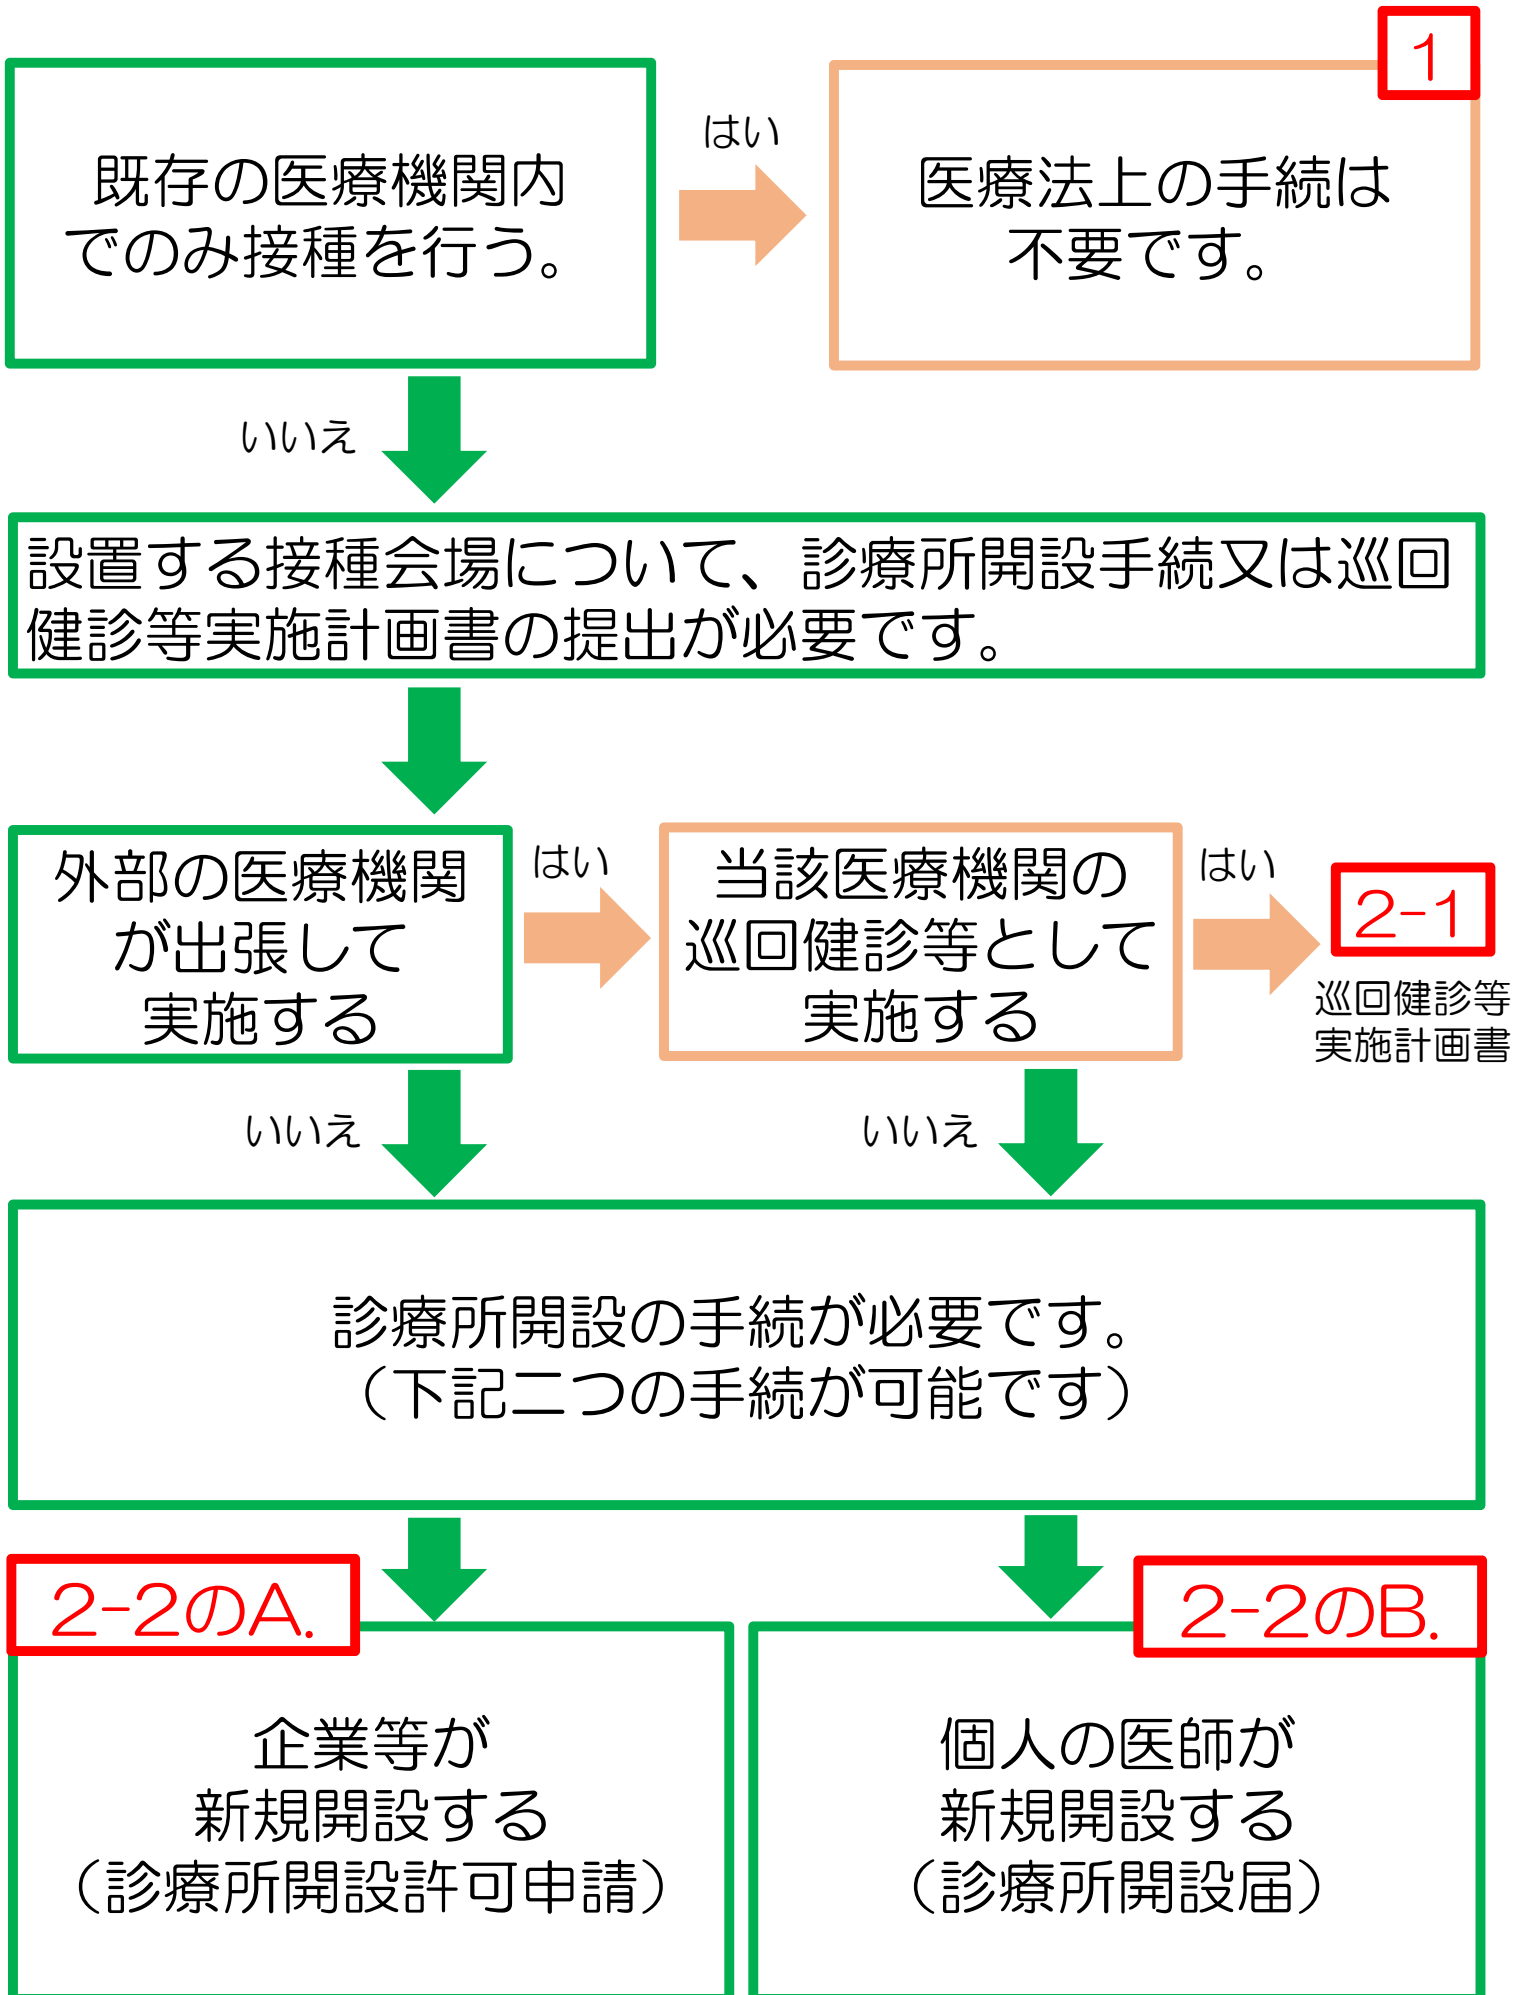 1
既存の医療機関内
でのみ接種を行う。
はい
医療法上の手続は
不要です。
いいえ
設置する接種会場について、診療所開設手続又は巡回
健診等実施計画書の提出が必要です。
外部の医療機関
が出張して
実施する
はい
当該医療機関の
巡回健診等として
実施する
はい
2-1
巡回健診等
実施計画書
いいえ
いいえ
診療所開設の手続が必要です。
（下記二つの手続が可能です）
2-2のA.
企業等が
新規開設する
（診療所開設許可申請）
2-2のB.
個人の医師が
新規開設する
（診療所開設届）